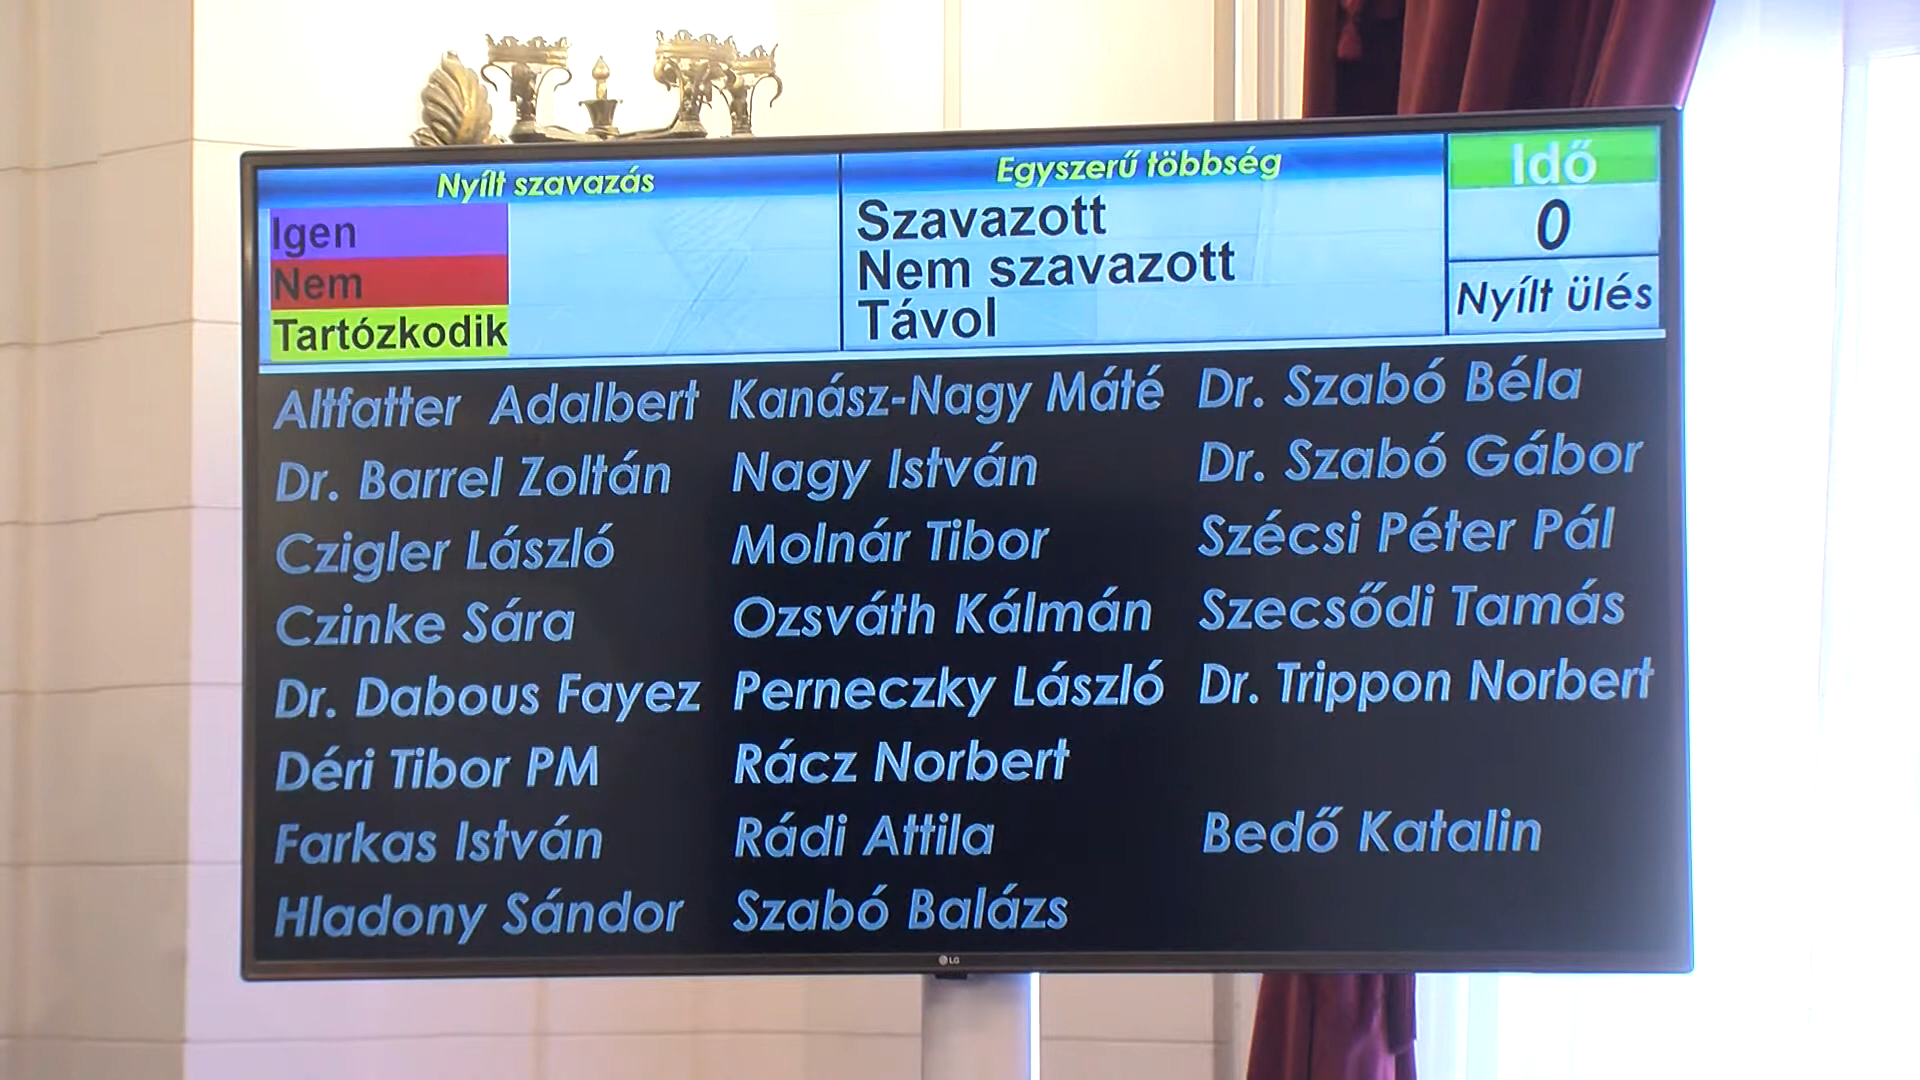 Nyílt szavazás
Igen
Nem
Tartózkodik
Egyszerű többség
Szavazott
Nem szavazott
Távol
Idő
0
Nyílt ülés
Altfatter Adalbert
Dr. Barrel Zoltán
Czigler László
Czinke Sára
Dr. Dabous Fayez
Déri Tibor PM
Farkas István
Hladony Sándor
Kanász-Nagy Máté
Nagy István
Molnár Tibor
Ozsváth Kálmán
Perneczky László
Rácz Norbert
Rádi Attila
Szabó Balázs
Dr. Szabó Béla
Dr. Szabó Gábor
Szécsi Péter Pál
Szecsődi Tamás
Dr. Trippon Norbert
Bedő Katalin
LG